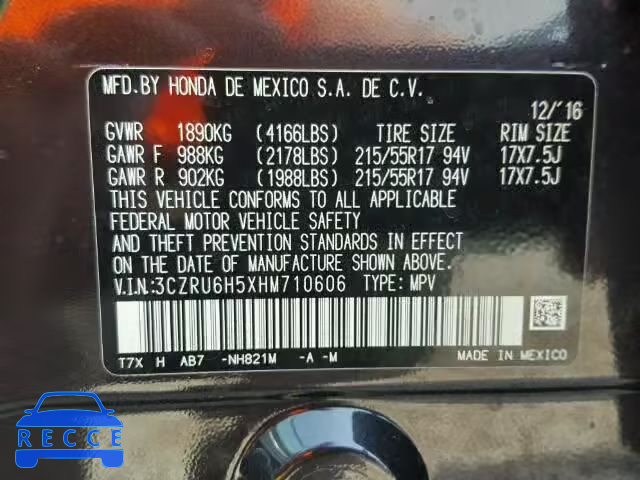 MFD.BY HONDA DE MEXICO S.A. DE C.V.
12/'16
GVWR 1890KG (4166LBS) TIRE SIZE RIM SIZE
GAWR F 988KG (2178LBS) 215/55R17 94V 17X7.5J
GAWR R 902KG (1988LBS) 215/55R17 94V 17X7.5J
THIS VEHICLE CONFORMS TO ALL APPLICABLE
FEDERAL MOTOR VEHICLE SAFETY
AND THEFT PREVENTION STANDARDS IN EFFECT
ON THE DATE OF MANUFACTURE SHOWN ABOVE.
V.I.N:3CZRU6H5XHM710606 TYPE: MPV
T7X H AB7 -NH821M -A -M MADE IN MEXICO
RECCE